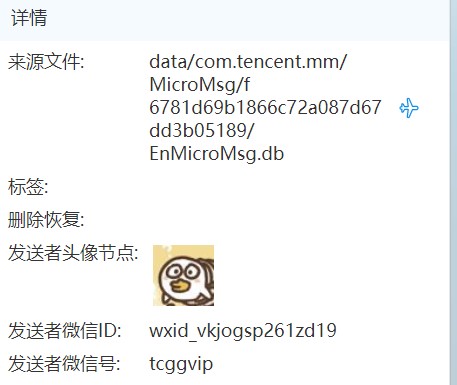 详情
来源文件: data/com.tencent.mm/
MicroMsg/f
6781d69b1866c72a087d67
dd3b05189/
EnMicroMsg.db
标签:
删除恢复:
发送者头像节点:
发送者微信ID: wxid_vkjogsp261zd19
发送者微信号: tcggvip